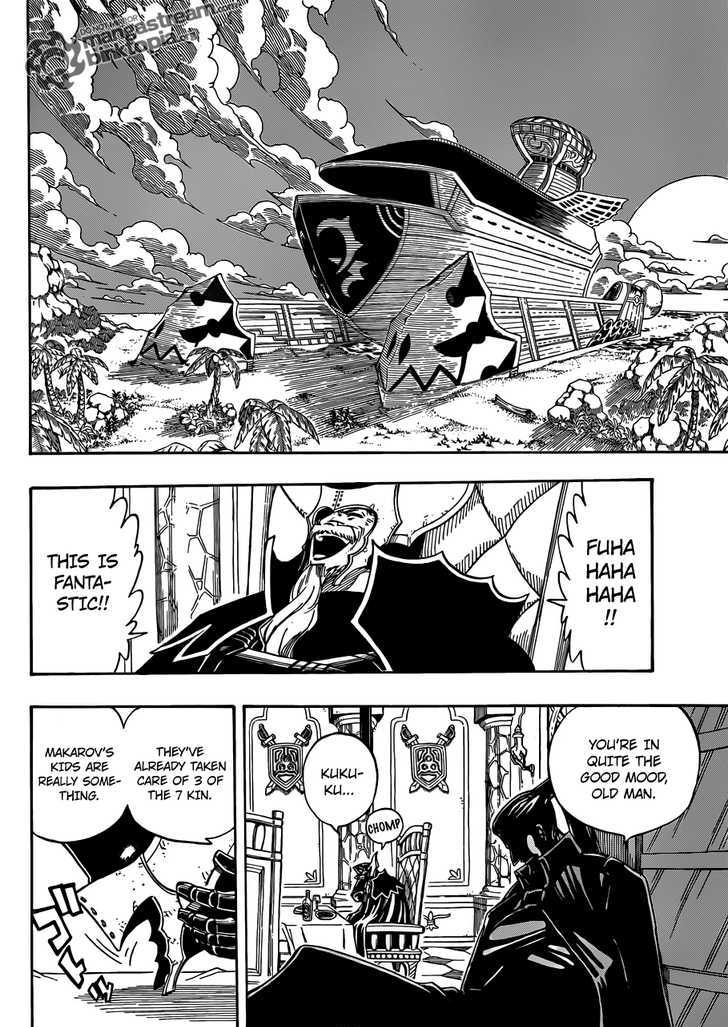 mangastream.com
binktopia.com
FUHA
HAHA
HAHA
!!
THIS IS
FANTA-
STIC!!
YOU'RE IN
QUITE THE
GOOD MOOD,
OLD MAN.
KUKU-
KU...
CHOMP
THEY'VE
ALREADY TAKEN
CARE OF 3 OF
THE 7 KIN.
MAKAROV'S
KIDS ARE
REALLY SOME-
THING.